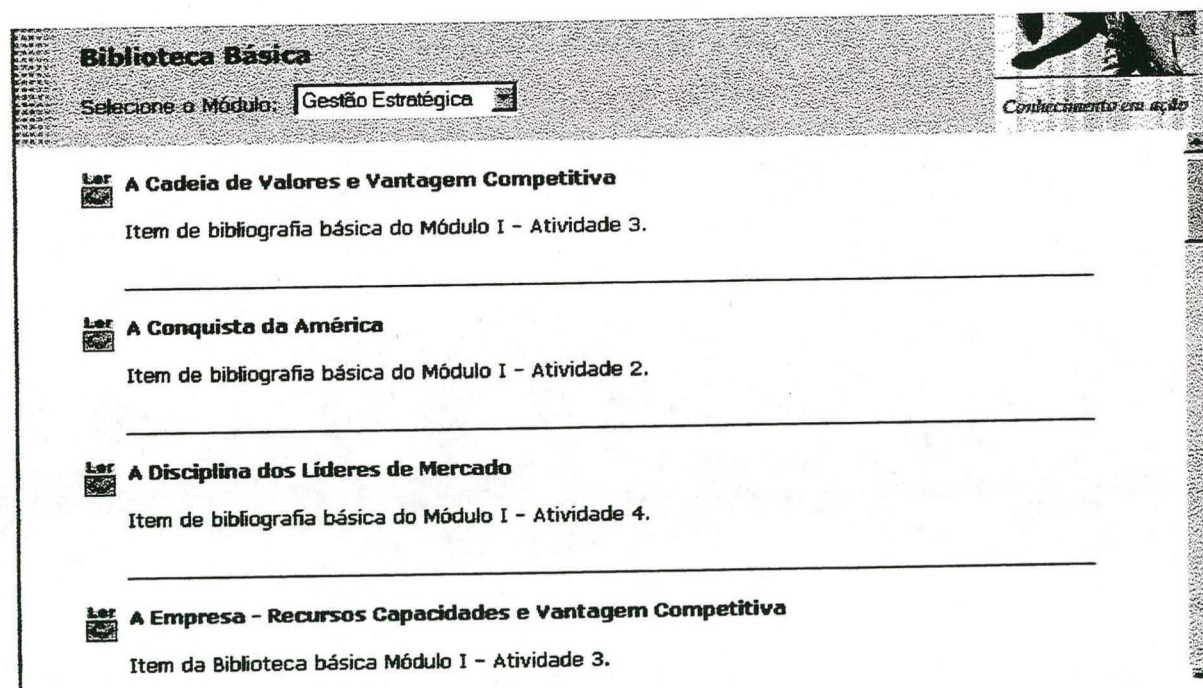 Biblioteca Básica
Selecione o Módulo: Gestão Estratégica
Conhecimento em ação
Ler A Cadeia de Valores e Vantagem Competitiva
Item de bibliografia básica do Módulo I - Atividade 3.
Ler A Conquista da América
Item de bibliografia básica do Módulo I - Atividade 2.
Ler A Disciplina dos Líderes de Mercado
Item de bibliografia básica do Módulo I - Atividade 4.
Ler A Empresa - Recursos Capacidades e Vantagem Competitiva
Item da Biblioteca básica Módulo I - Atividade 3.